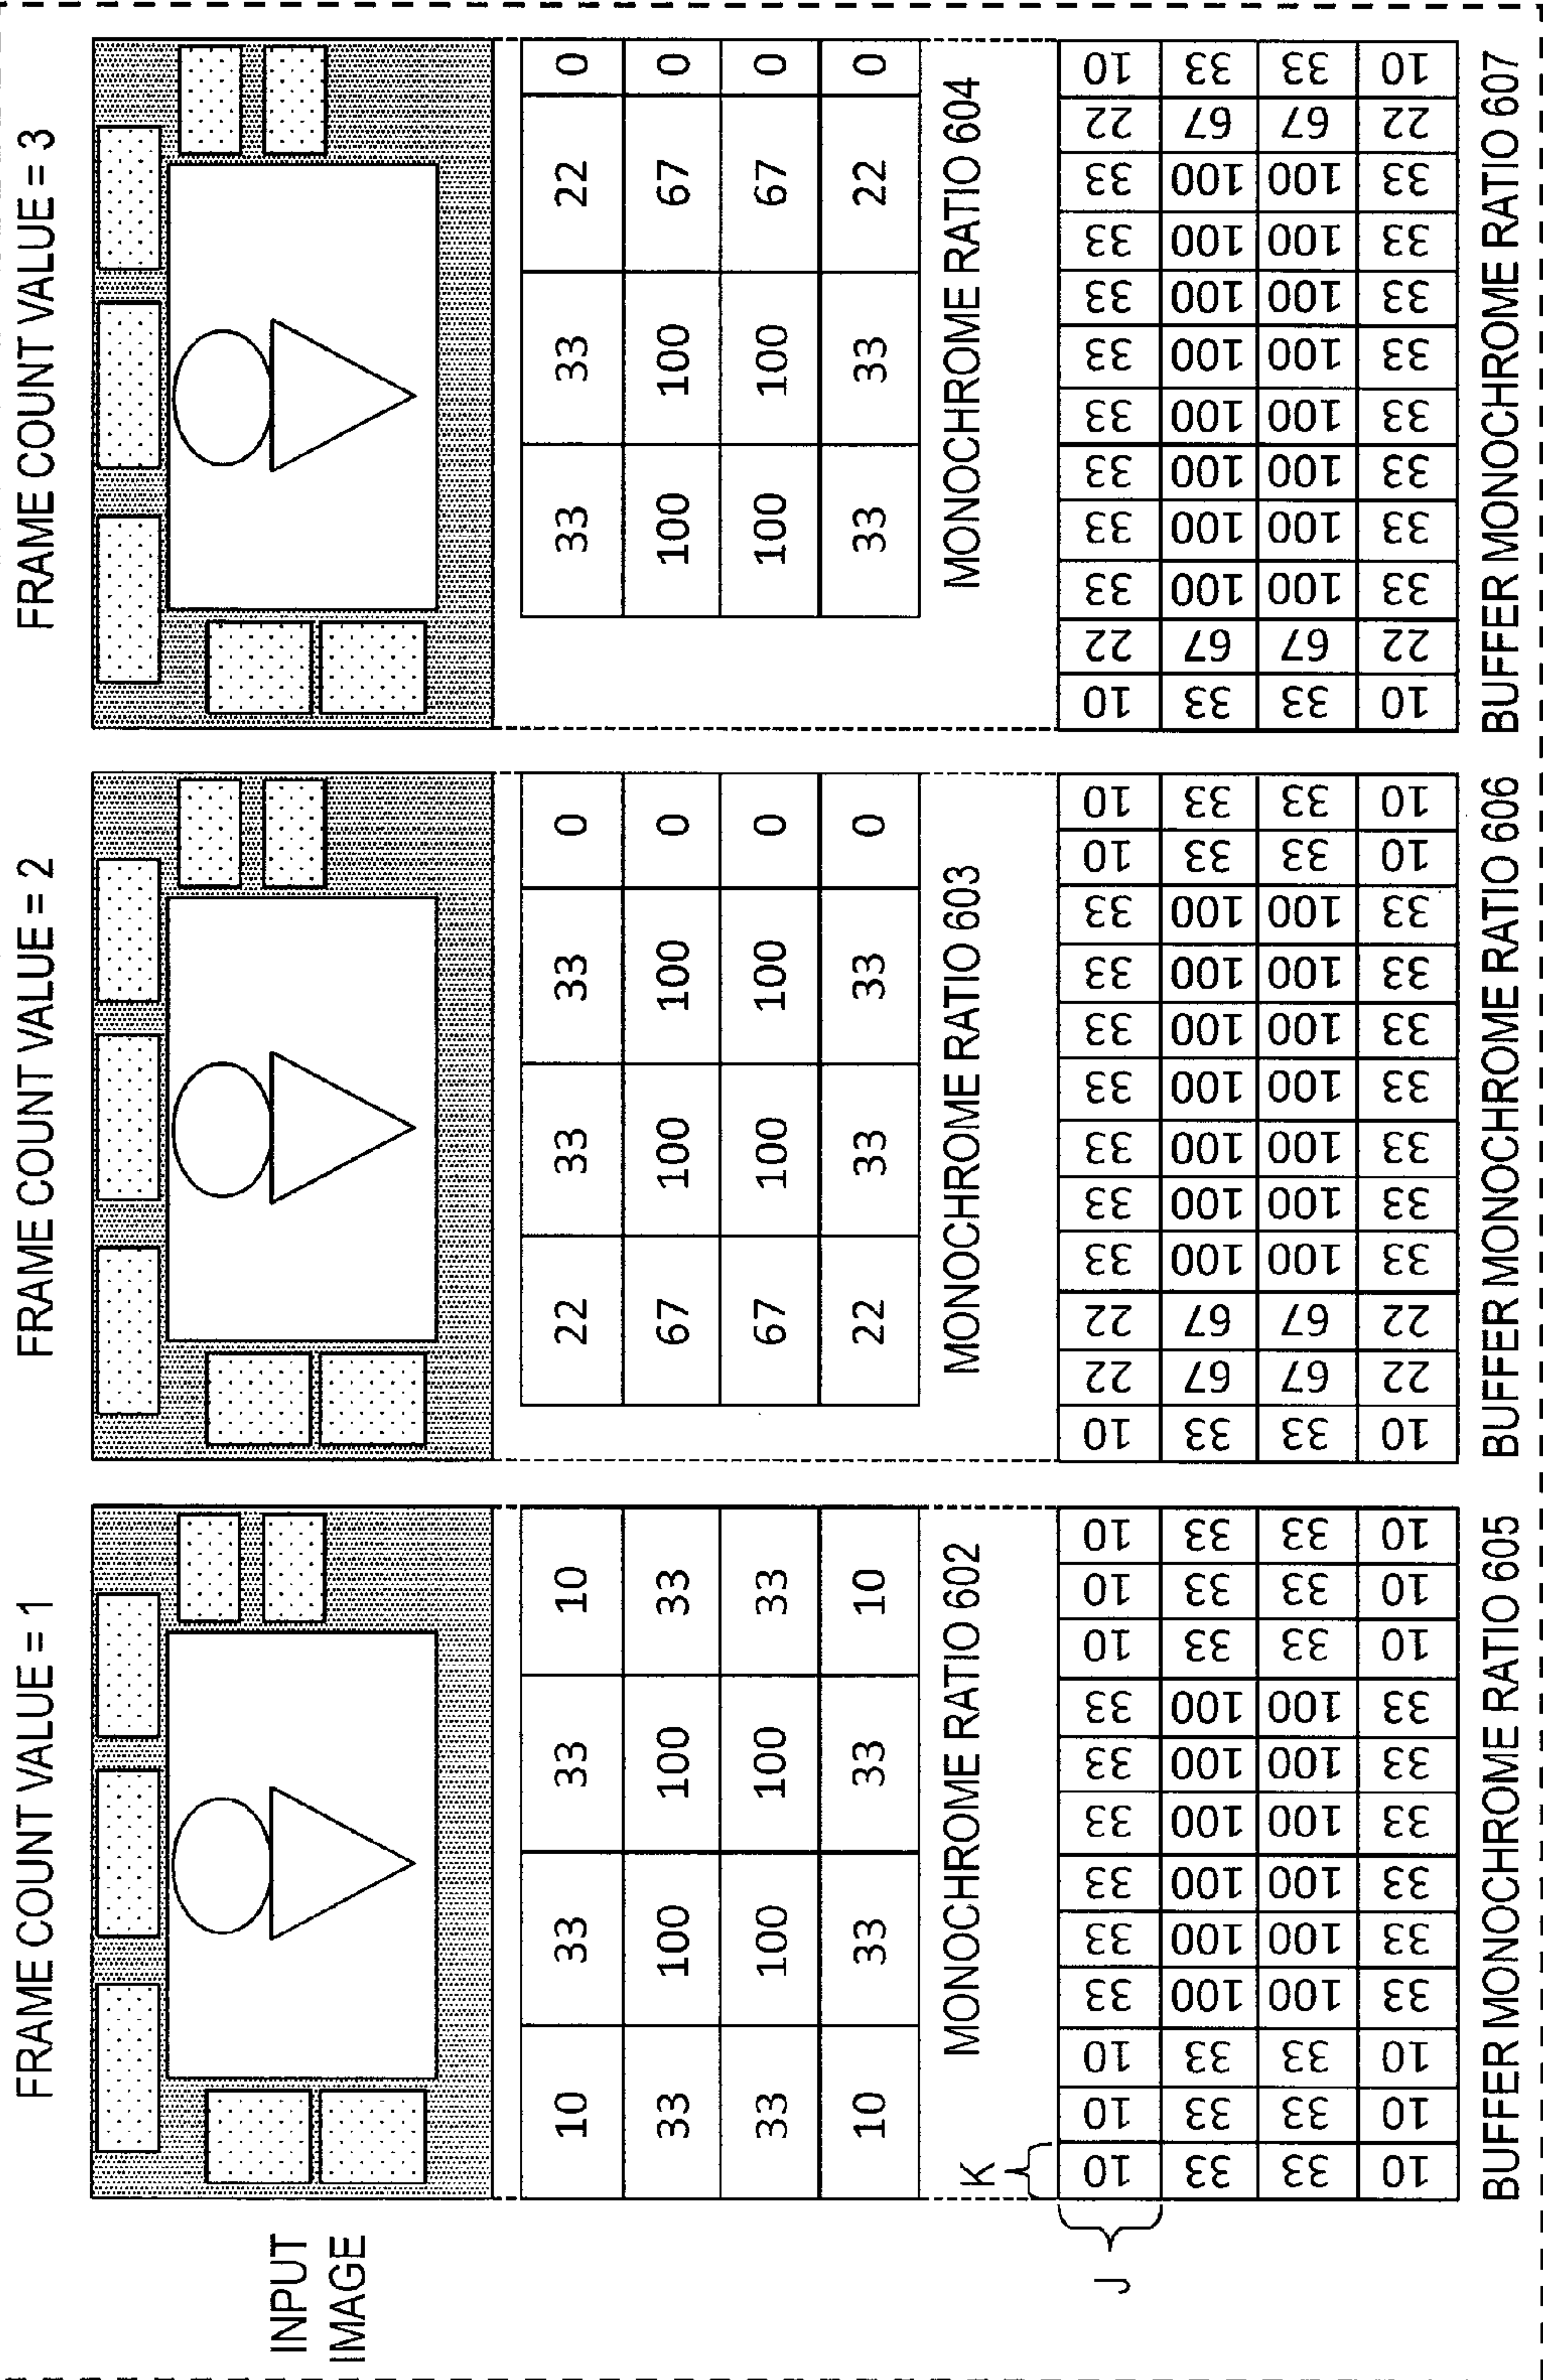 FRAME COUNT VALUE = 1
FRAME COUNT VALUE = 2
FRAME COUNT VALUE = 3
INPUT
IMAGE
10 33 33 10
33 100 100 33
33 100 100 33
10 33 33 10
MONOCHROME RATIO 602
22 33 33 0
67 100 100 0
67 100 100 0
22 33 33 0
MONOCHROME RATIO 603
33 33 22 0
100 100 67 0
100 100 67 0
33 33 22 0
MONOCHROME RATIO 604
K
J
10 10 10 33 33 33 33 33 33 10 10 10
33 33 33 100 100 100 100 100 100 33 33 33
33 33 33 100 100 100 100 100 100 33 33 33
10 10 10 33 33 33 33 33 33 10 10 10
BUFFER MONOCHROME RATIO 605
10 22 22 33 33 33 33 33 33 33 10 10
33 67 67 100 100 100 100 100 100 100 33 33
33 67 67 100 100 100 100 100 100 100 33 33
10 22 22 33 33 33 33 33 33 33 10 10
BUFFER MONOCHROME RATIO 606
10 22 33 33 33 33 33 33 33 33 22 10
33 67 100 100 100 100 100 100 100 100 67 33
33 67 100 100 100 100 100 100 100 100 67 33
10 22 33 33 33 33 33 33 33 33 22 10
BUFFER MONOCHROME RATIO 607